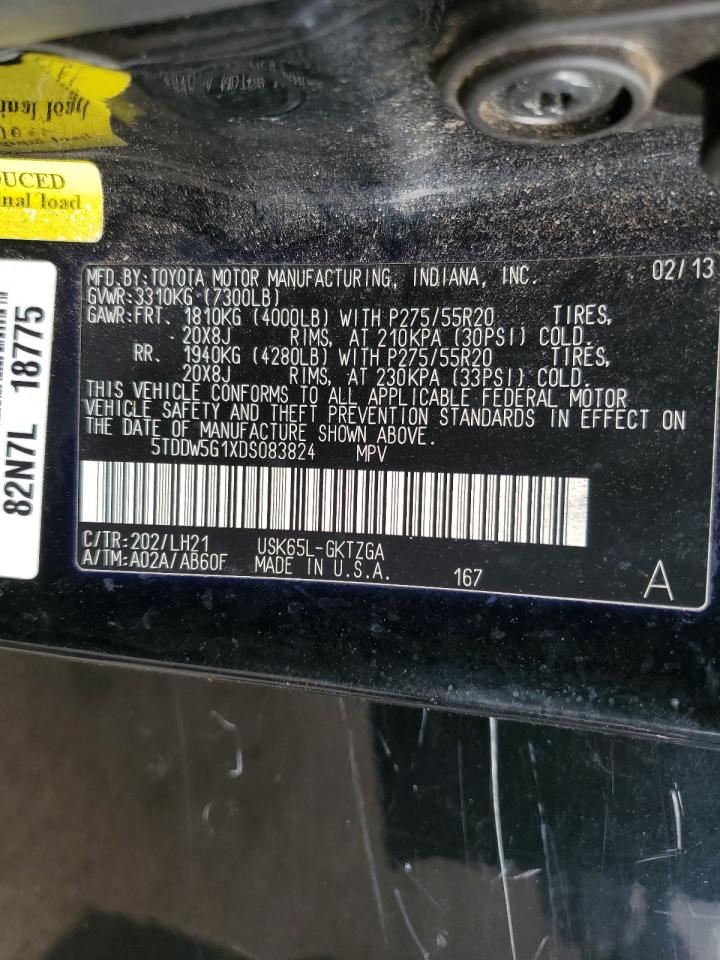 UCED
nal load
82N7L 18775
MFD.BY:TOYOTA MOTOR MANUFACTURING, INDIANA, INC. 02/13
GVWR:3310KG (7300LB)
GAWR:FRT. 1810KG (4000LB) WITH P275/55R20 TIRES,
20X8J RIMS, AT 210KPA (30PSI) COLD.
RR. 1940KG (4280LB) WITH P275/55R20 TIRES,
20X8J RIMS, AT 230KPA (33PSI) COLD.
THIS VEHICLE CONFORMS TO ALL APPLICABLE FEDERAL MOTOR
VEHICLE SAFETY AND THEFT PREVENTION STANDARDS IN EFFECT ON
THE DATE OF MANUFACTURE SHOWN ABOVE.
5TDDW5G1XDS083824 MPV
C/TR:202/LH21 USK65L-GKTZGA
A/TM:A02A/AB60F MADE IN U.S.A. 167 A